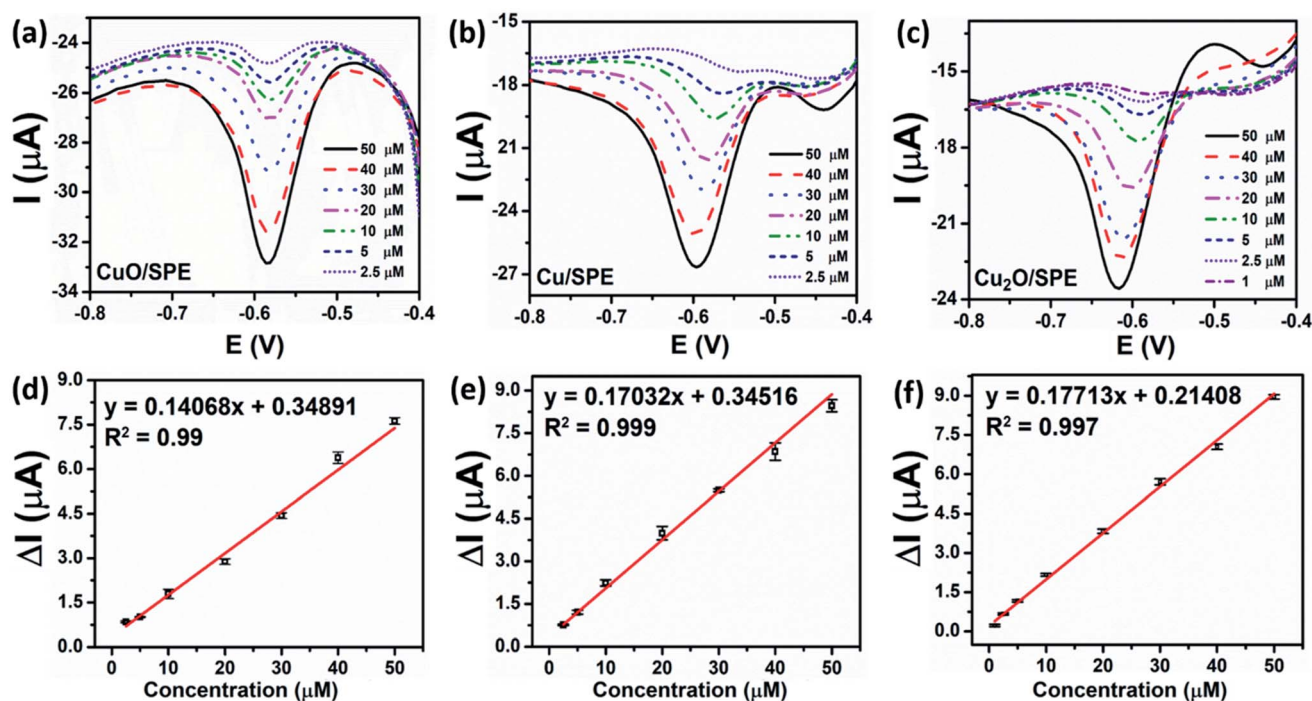 (a)
-24
-26
-28
-30
-32
-34
I (μA)
50 μM
40 μM
30 μM
20 μM
10 μM
5 μM
2.5 μM
CuO/SPE
-0.8
-0.7
-0.6
-0.5
-0.4
E (V)
(b)
-15
-18
-21
-24
-27
I (μA)
50 μM
40 μM
30 μM
20 μM
10 μM
5 μM
2.5 μM
Cu/SPE
-0.8
-0.7
-0.6
-0.5
-0.4
E (V)
(c)
-15
-18
-21
-24
I (μA)
50 μM
40 μM
30 μM
20 μM
10 μM
5 μM
2.5 μM
1 μM
Cu₂O/SPE
-0.8
-0.7
-0.6
-0.5
-0.4
E (V)
(d)
9.0
7.5
6.0
4.5
3.0
1.5
0.0
ΔI (μA)
y = 0.14068x + 0.34891
R² = 0.99
0
10
20
30
40
50
Concentration (μM)
(e)
9.0
7.5
6.0
4.5
3.0
1.5
0.0
ΔI (μA)
y = 0.17032x + 0.34516
R² = 0.999
0
10
20
30
40
50
Concentration (μM)
(f)
9.0
7.5
6.0
4.5
3.0
1.5
0.0
ΔI (μA)
y = 0.17713x + 0.21408
R² = 0.997
0
10
20
30
40
50
Concentration (μM)